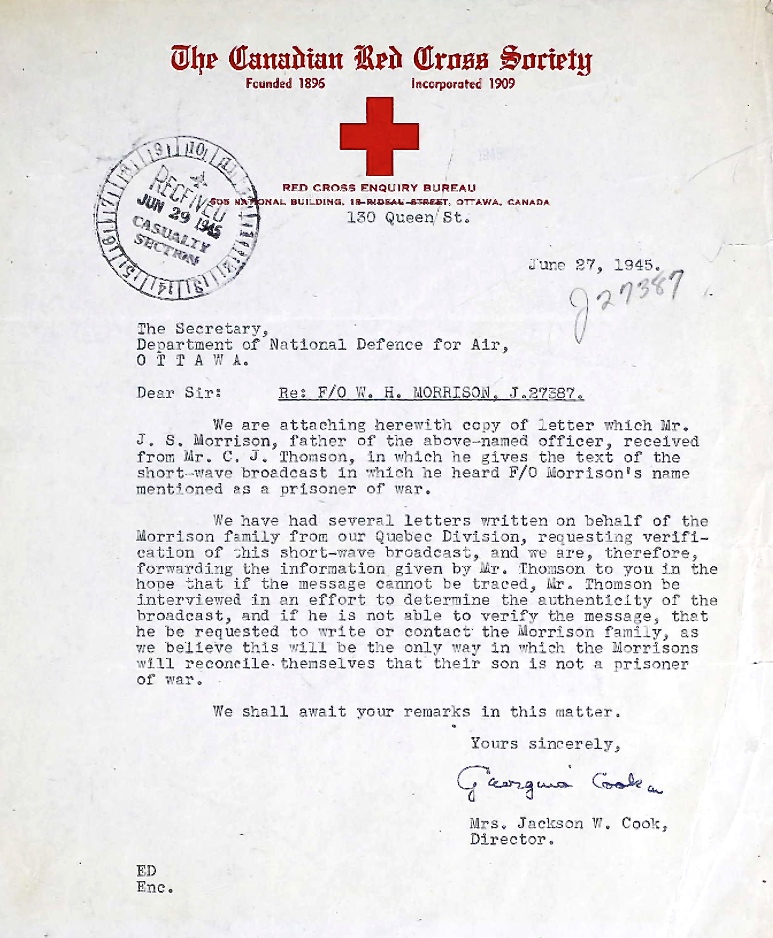 The Canadian Red Cross Society
Founded 1896 Incorporated 1909
RED CROSS ENQUIRY BUREAU
505 NATIONAL BUILDING, 18 RIDEAL STREET, OTTAWA, CANADA
130 Queen St.
RECEIVED
JUN 29 1945
CASUALTY
SECTION
June 27, 1945.
J27387
The Secretary,
Department of National Defence for Air,
O T T A W A.
Dear Sir: Re: F/O W. H. MORRISON, J.27387.
We are attaching herewith copy of letter which Mr.
J. S. Morrison, father of the above-named officer, received
from Mr. C. J. Thomson, in which he gives the text of the
short-wave broadcast in which he heard F/O Morrison's name
mentioned as a prisoner of war.
We have had several letters written on behalf of the
Morrison family from our Quebec Division, requesting verifi-
cation of this short-wave broadcast, and we are, therefore,
forwarding the information given by Mr. Thomson to you in the
hope that if the message cannot be traced, Mr. Thomson be
interviewed in an effort to determine the authenticity of the
broadcast, and if he is not able to verify the message, that
he be requested to write or contact the Morrison family, as
we believe this will be the only way in which the Morrisons
will reconcile themselves that their son is not a prisoner
of war.
We shall await your remarks in this matter.
Yours sincerely,
Georgina Cook
Mrs. Jackson W. Cook,
Director.
ED
Enc.